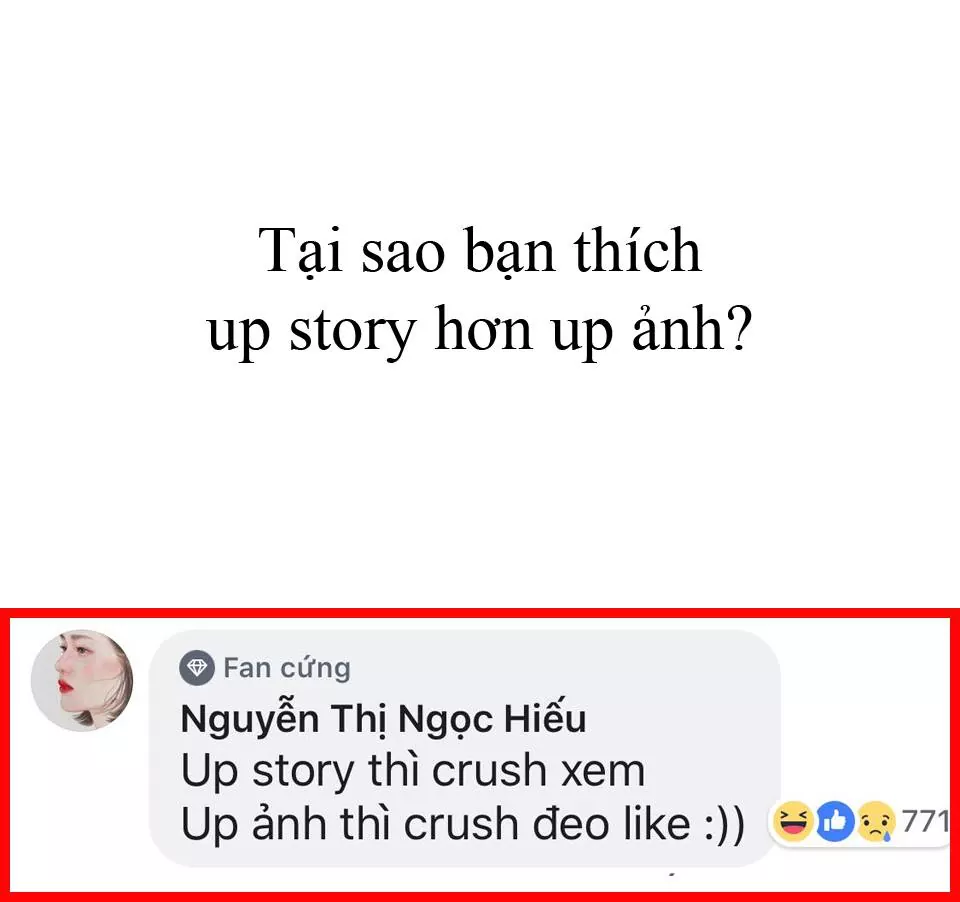 Tại sao bạn thích
up story hơn up ảnh?
Fan cứng
Nguyễn Thị Ngọc Hiếu
Up story thì crush xem
Up ảnh thì crush đeo like :))
771